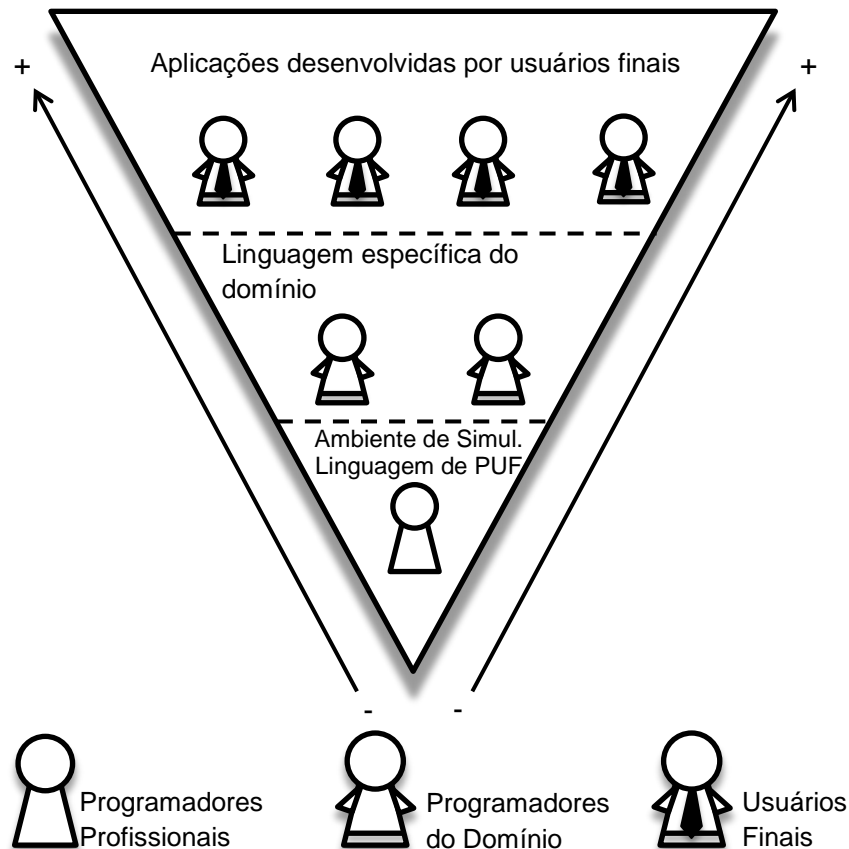 +
+
Aplicações desenvolvidas por usuários finais
Linguagem específica do
domínio
Ambiente de Simul.
Linguagem de PUF
-
-
Programadores
Profissionais
Programadores
do Domínio
Usuários
Finais